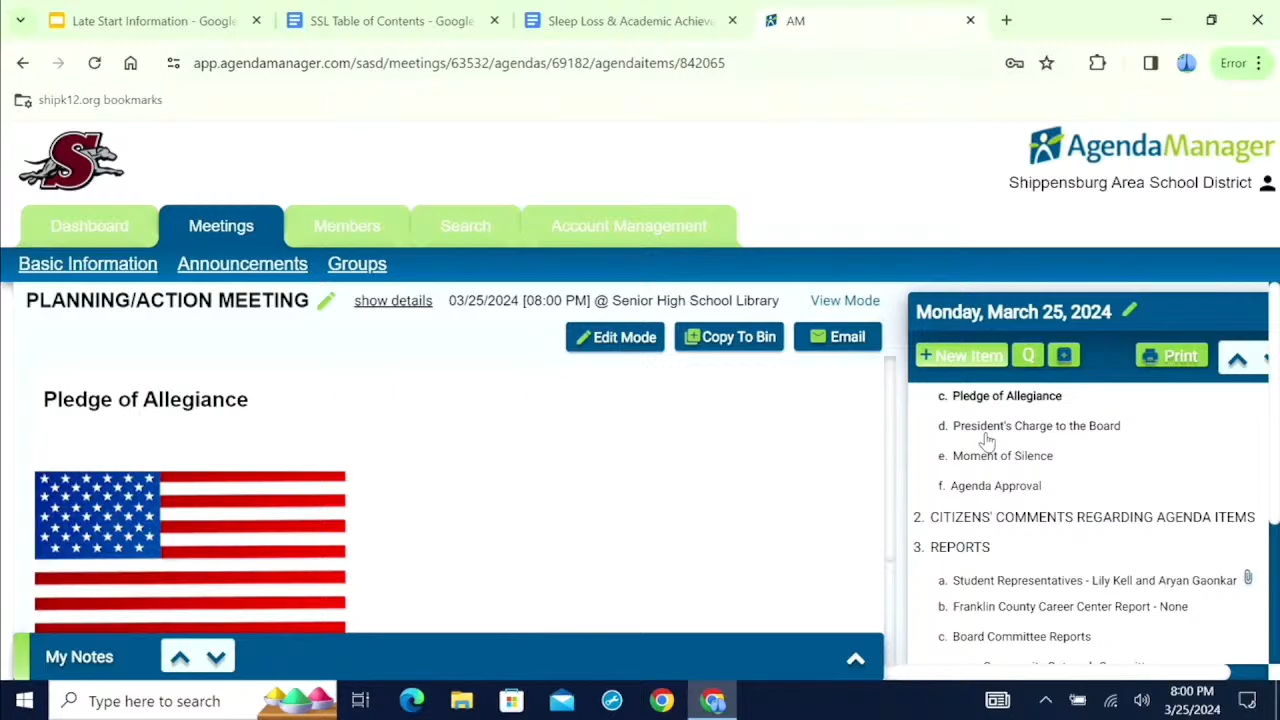 Late Start Information - Google
SSL Table of Contents - Google
Sleep Loss & Academic Achieve
AM
app.agendamanager.com/sasd/meetings/63532/agendas/69182/agendaitems/842065
Error
shipk12.org bookmarks
S
AgendaManager
Shippensburg Area School District
Dashboard
Meetings
Members
Search
Account Management
Basic Information
Announcements
Groups
PLANNING/ACTION MEETING
show details
03/25/2024 [08:00 PM] @ Senior High School Library
View Mode
Edit Mode
Copy To Bin
Email
Pledge of Allegiance
Monday, March 25, 2024
+ New Item
Q
Print
c. Pledge of Allegiance
d. President's Charge to the Board
e. Moment of Silence
f. Agenda Approval
2. CITIZENS' COMMENTS REGARDING AGENDA ITEMS
3. REPORTS
a. Student Representatives - Lily Kell and Aryan Gaonkar
b. Franklin County Career Center Report - None
c. Board Committee Reports
My Notes
Type here to search
8:00 PM
3/25/2024